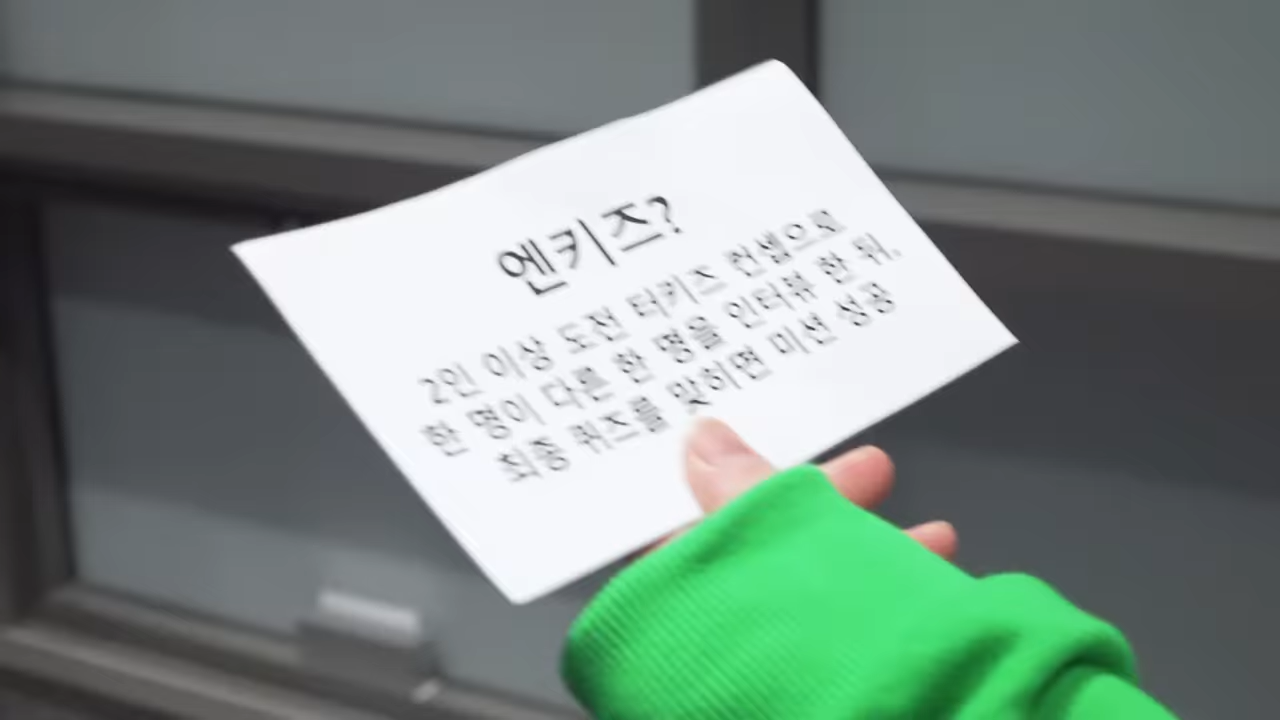 엔키즈?
2인 이상 도전 터키즈 컨셉으로
한 명이 다른 한 명을 인터뷰 한 뒤,
최종 퀴즈를 맞히면 미션 성공